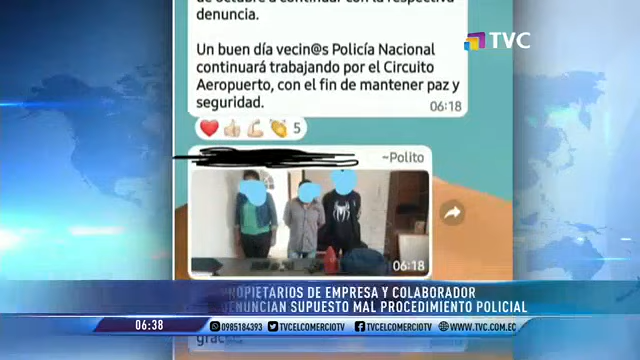 de octubre a continuar con la respectiva
denuncia.
TVC
Un buen día vecin@s Policía Nacional
continuará trabajando por el Circuito
Aeropuerto, con el fin de mantener paz y
seguridad.
06:18
5
~Polito
06:18
PROPIETARIOS DE EMPRESA Y COLABORADOR
DENUNCIAN SUPUESTO MAL PROCEDIMIENTO POLICIAL
06:38 0985184393 TVCELCOMERCIOTV TVCELCOMERCIOTV WWW.TVC.COM.EC
grac